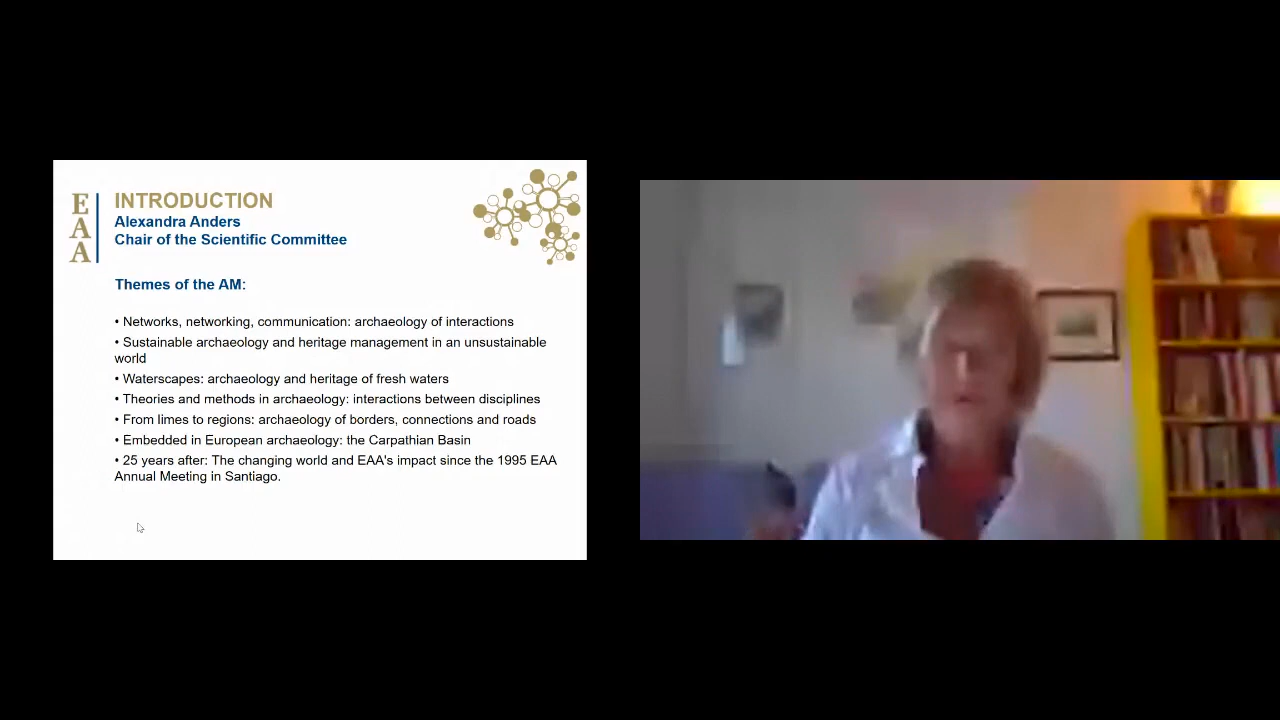 E
A
A
INTRODUCTION
Alexandra Anders
Chair of the Scientific Committee
Themes of the AM:
• Networks, networking, communication: archaeology of interactions
• Sustainable archaeology and heritage management in an unsustainable
world
• Waterscapes: archaeology and heritage of fresh waters
• Theories and methods in archaeology: interactions between disciplines
• From limes to regions: archaeology of borders, connections and roads
• Embedded in European archaeology: the Carpathian Basin
• 25 years after: The changing world and EAA's impact since the 1995 EAA
Annual Meeting in Santiago.